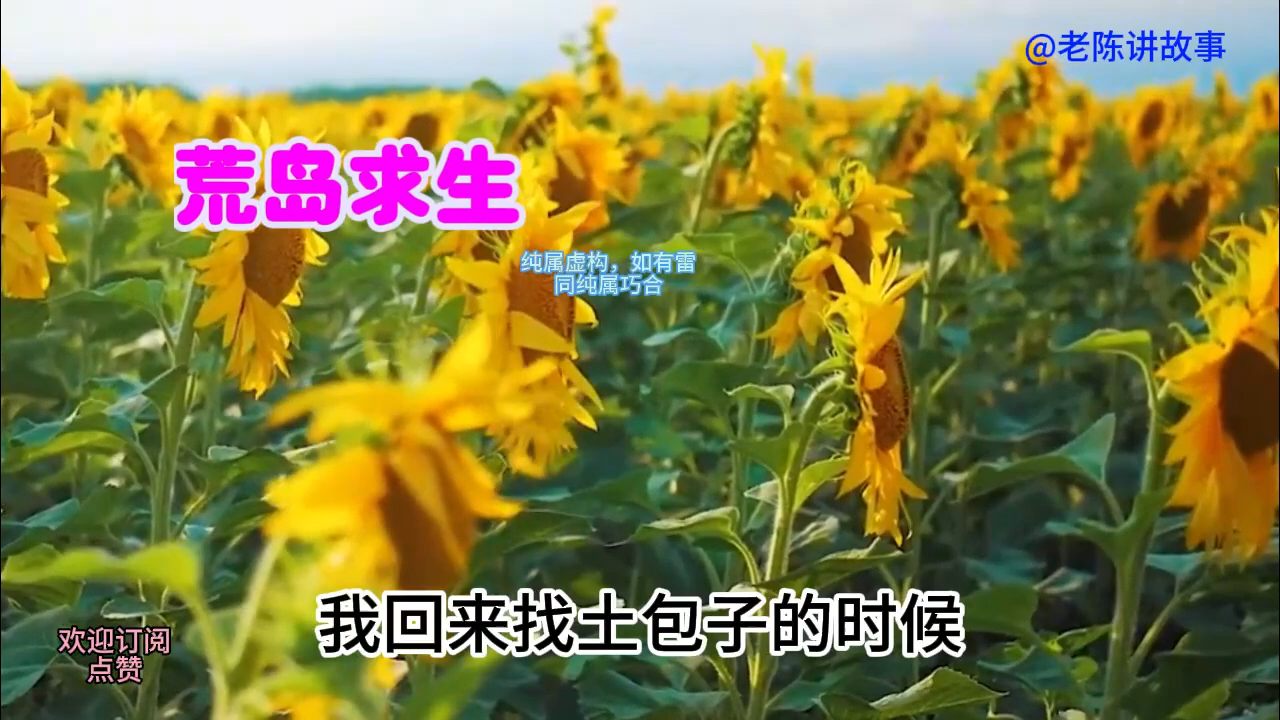 @老陈讲故事
荒岛求生
纯属虚构，如有雷
同纯属巧合
我回来找土包子的时候
欢迎订阅
点赞